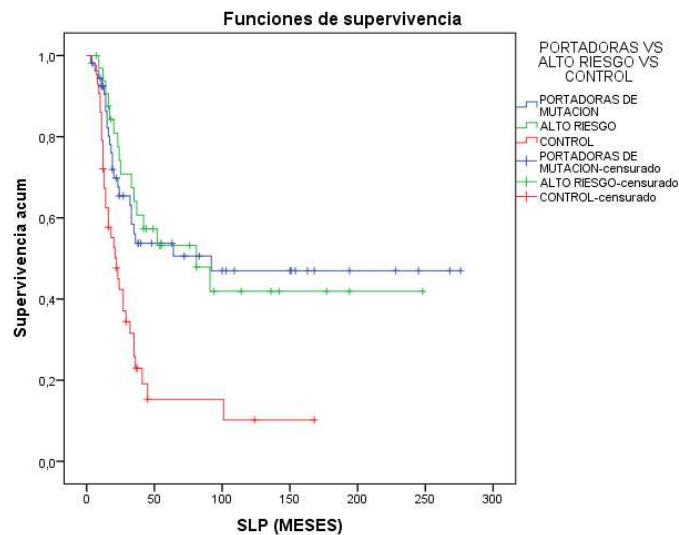 Funciones de supervivencia
PORTADORAS VS
ALTO RIESGO VS
CONTROL
PORTADORAS DE
MUTACION
ALTO RIESGO
CONTROL
PORTADORAS DE
MUTACION-censurado
ALTO RIESGO-censurado
CONTROL-censurado
Supervivencia acum
1,0
0,8
0,6
0,4
0,2
0,0
0 50 100 150 200 250 300
SLP (MESES)